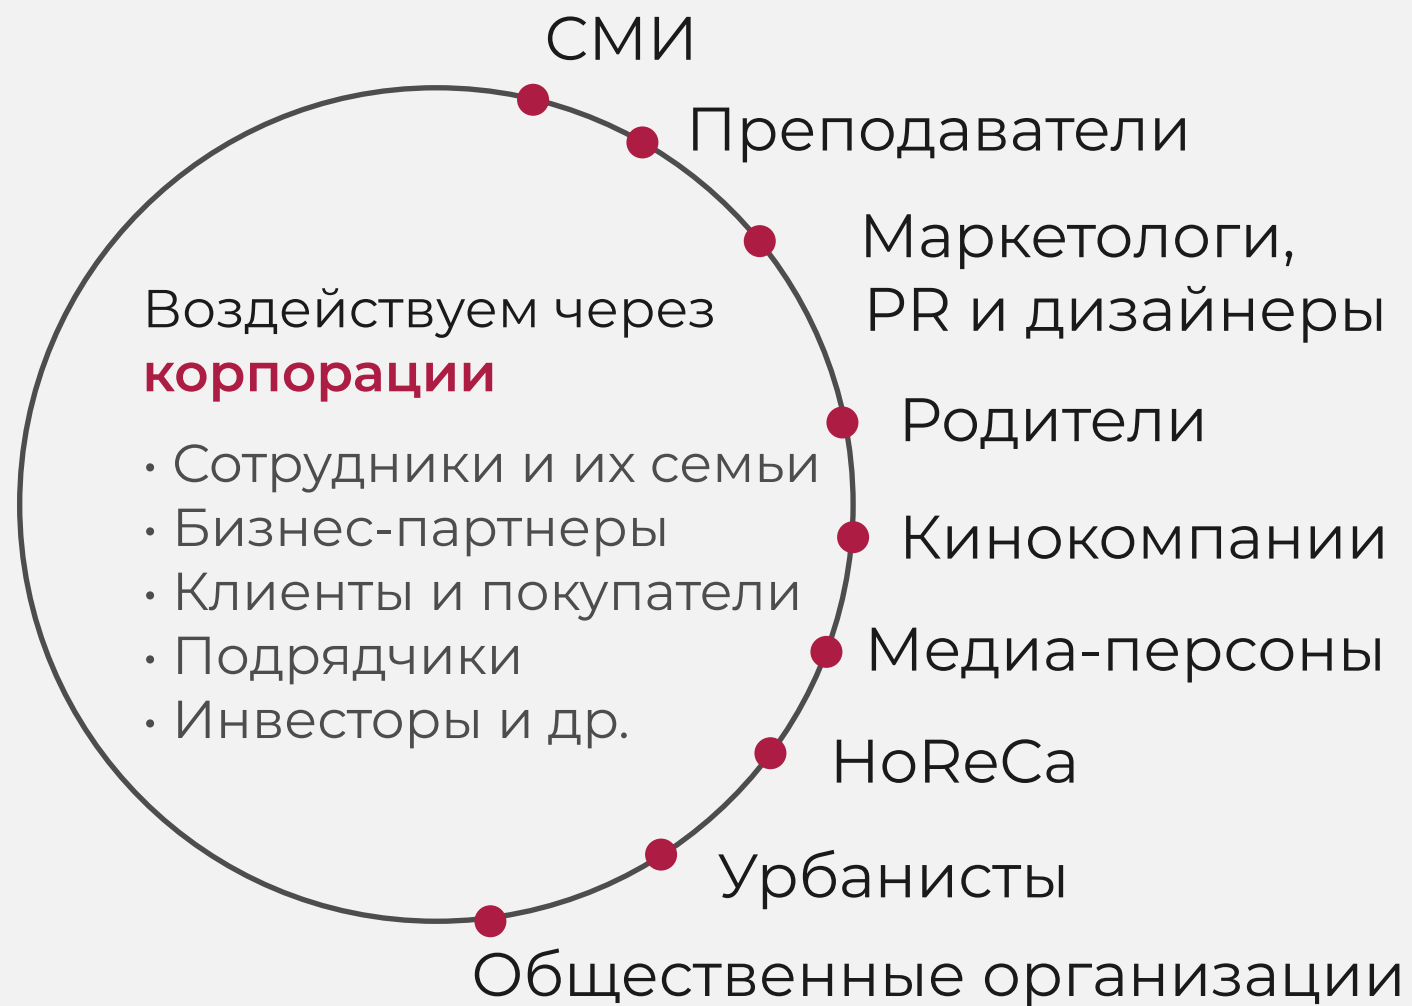 СМИ
Преподаватели
Маркетологи,
PR и дизайнеры
Воздействуем через
корпорации
· Сотрудники и их семьи
· Бизнес-партнеры
· Клиенты и покупатели
· Подрядчики
· Инвесторы и др.
Родители
Кинокомпании
Медиа-персоны
HoReCa
Урбанисты
Общественные организации